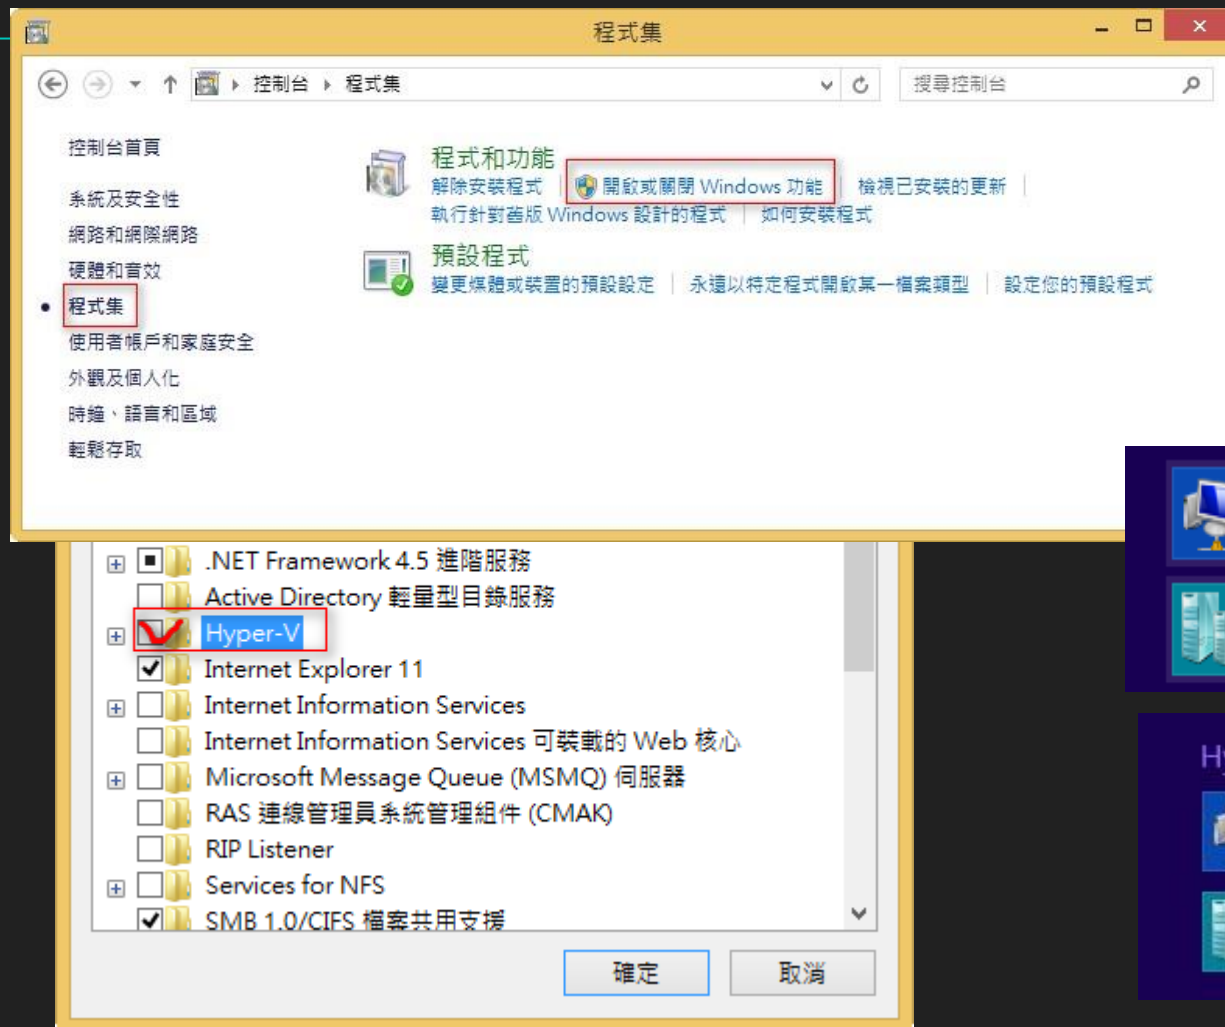 程式集
控制台 程式集
搜尋控制台
控制台首頁
系統及安全性
網路和網際網路
硬體和音效
程式集
使用者帳戶和家庭安全
外觀及個人化
時鐘、語言和區域
輕鬆存取
程式和功能
解除安裝程式 開啟或關閉 Windows 功能 檢視已安裝的更新
執行針對舊版 Windows 設計的程式 如何安裝程式
預設程式
變更媒體或裝置的預設設定 永遠以特定程式開啟某一檔案類型 設定您的預設程式
.NET Framework 4.5 進階服務
Active Directory 輕量型目錄服務
Hyper-V
Internet Explorer 11
Internet Information Services
Internet Information Services 可裝載的 Web 核心
Microsoft Message Queue (MSMQ) 伺服器
RAS 連線管理員系統管理組件 (CMAK)
RIP Listener
Services for NFS
SMB 1.0/CIFS 檔案共用支援
確定 取消